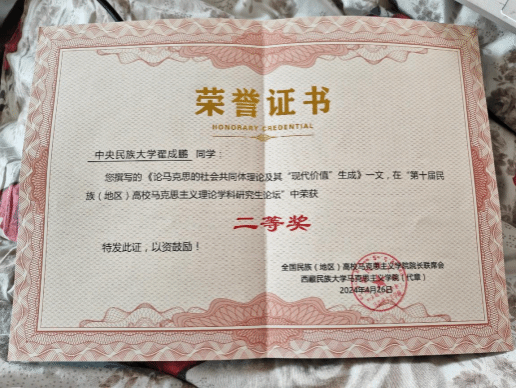 荣誉证书
HONORARY CREDENTIAL
中央民族大学翟成鹏 同学：
您撰写的《论马克思的社会共同体理论及其“现代价值”生成》一文，在“第十届民
族（地区）高校马克思主义理论学科研究生论坛”中荣获
二等奖
特发此证，以资鼓励！
全国民族（地区）高校马克思主义学院院长联席会
西藏民族大学马克思主义学院（代章）
2024年4月26日